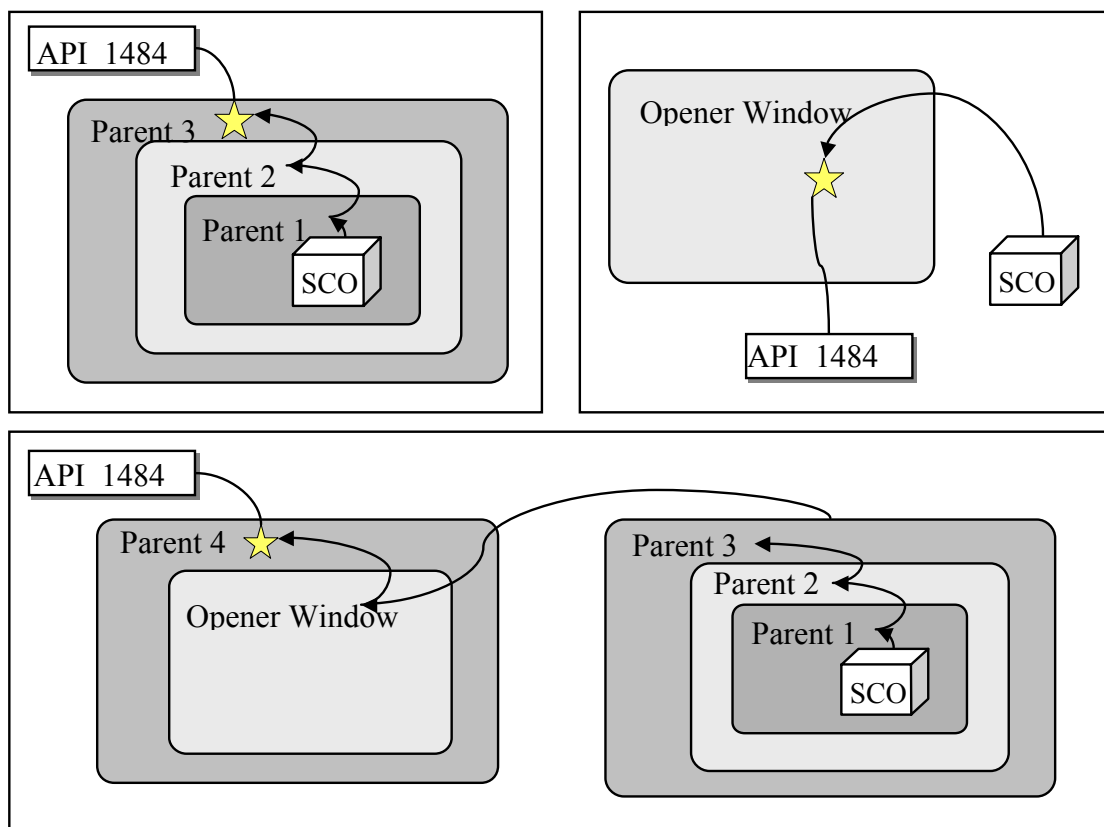 API 1484
Parent 3
Parent 2
Parent 1
SCO
Opener Window
SCO
API 1484
API 1484
Parent 4
Opener Window
Parent 3
Parent 2
Parent 1
SCO